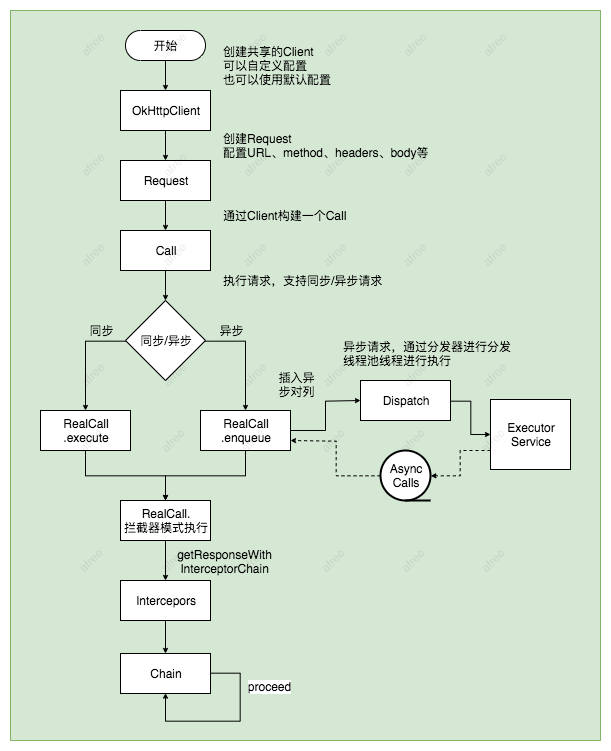 开始
创建共享的Client
可以自定义配置
也可以使用默认配置
OkHttpClient
创建Request
配置URL、method、headers、body等
Request
通过Client构建一个Call
Call
执行请求，支持同步/异步请求
同步
同步/异步
异步
异步请求，通过分发器进行分发
线程池线程进行执行
插入异
步对列
Dispatch
RealCall
.execute
RealCall
.enqueue
Executor
Service
Async
Calls
RealCall.
拦截器模式执行
getResponseWith
InterceptorChain
Intercepors
Chain
proceed